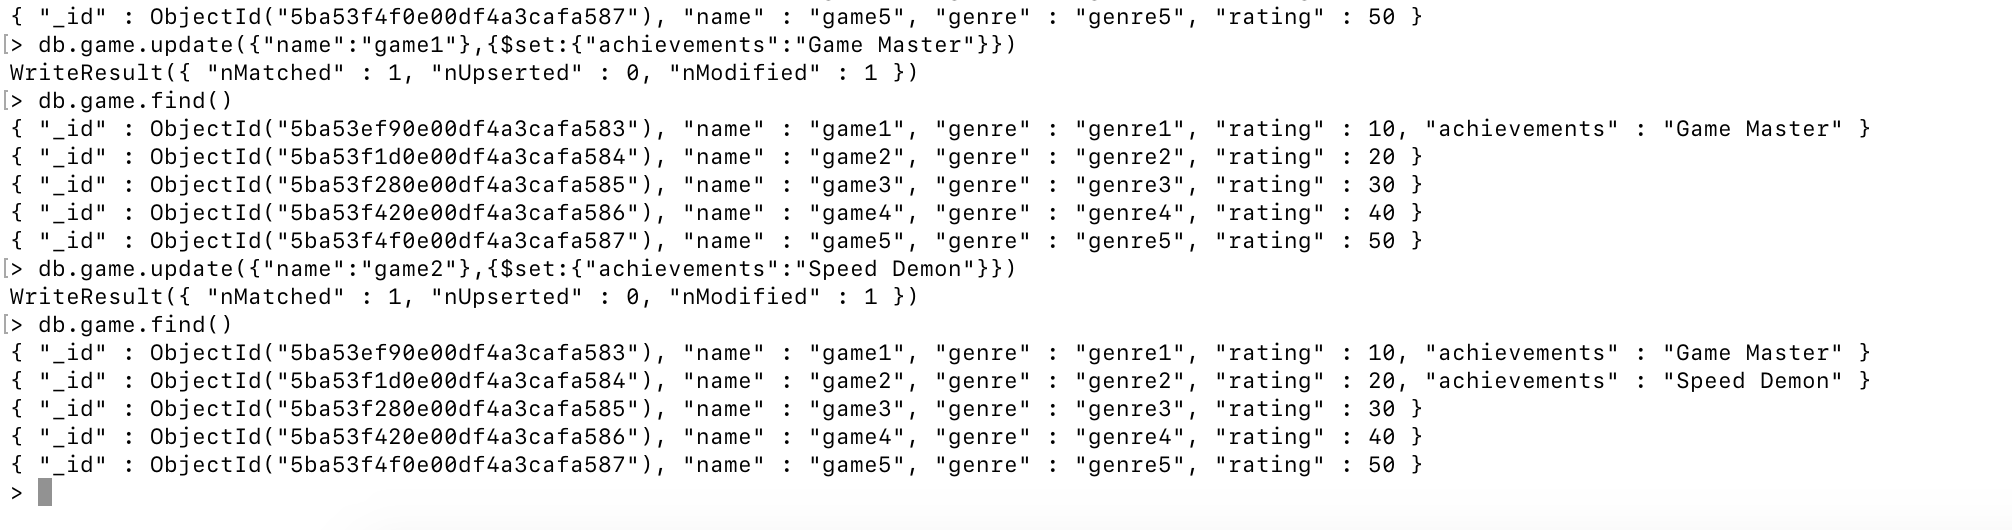 { "_id" : ObjectId("5ba53f4f0e00df4a3cafa587"), "name" : "game5", "genre" : "genre5", "rating" : 50 }
[> db.game.update({"name":"game1"},{$set:{"achievements":"Game Master"}})
WriteResult({ "nMatched" : 1, "nUpserted" : 0, "nModified" : 1 })
[> db.game.find()
{ "_id" : ObjectId("5ba53ef90e00df4a3cafa583"), "name" : "game1", "genre" : "genre1", "rating" : 10, "achievements" : "Game Master" }
{ "_id" : ObjectId("5ba53f1d0e00df4a3cafa584"), "name" : "game2", "genre" : "genre2", "rating" : 20 }
{ "_id" : ObjectId("5ba53f280e00df4a3cafa585"), "name" : "game3", "genre" : "genre3", "rating" : 30 }
{ "_id" : ObjectId("5ba53f420e00df4a3cafa586"), "name" : "game4", "genre" : "genre4", "rating" : 40 }
{ "_id" : ObjectId("5ba53f4f0e00df4a3cafa587"), "name" : "game5", "genre" : "genre5", "rating" : 50 }
[> db.game.update({"name":"game2"},{$set:{"achievements":"Speed Demon"}})
WriteResult({ "nMatched" : 1, "nUpserted" : 0, "nModified" : 1 })
[> db.game.find()
{ "_id" : ObjectId("5ba53ef90e00df4a3cafa583"), "name" : "game1", "genre" : "genre1", "rating" : 10, "achievements" : "Game Master" }
{ "_id" : ObjectId("5ba53f1d0e00df4a3cafa584"), "name" : "game2", "genre" : "genre2", "rating" : 20, "achievements" : "Speed Demon" }
{ "_id" : ObjectId("5ba53f280e00df4a3cafa585"), "name" : "game3", "genre" : "genre3", "rating" : 30 }
{ "_id" : ObjectId("5ba53f420e00df4a3cafa586"), "name" : "game4", "genre" : "genre4", "rating" : 40 }
{ "_id" : ObjectId("5ba53f4f0e00df4a3cafa587"), "name" : "game5", "genre" : "genre5", "rating" : 50 }
>